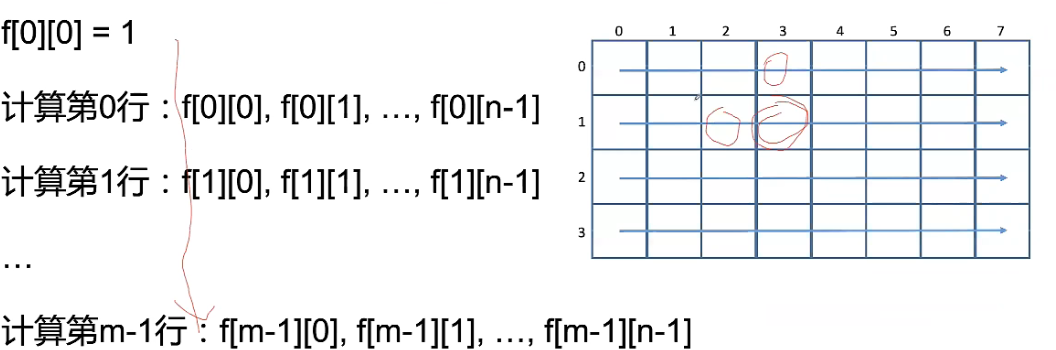 f[0][0] = 1
计算第0行：f[0][0], f[0][1], …, f[0][n-1]
计算第1行：f[1][0], f[1][1], …, f[1][n-1]
…
计算第m-1行：f[m-1][0], f[m-1][1], …, f[m-1][n-1]
0 1 2 3 4 5 6 7
0
1
2
3